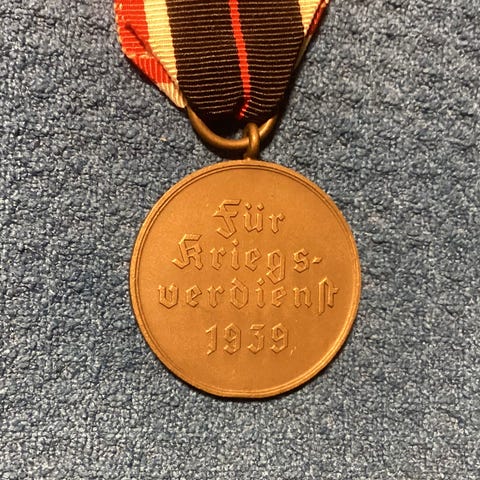 Für
Kriegs-
verdienst
1939